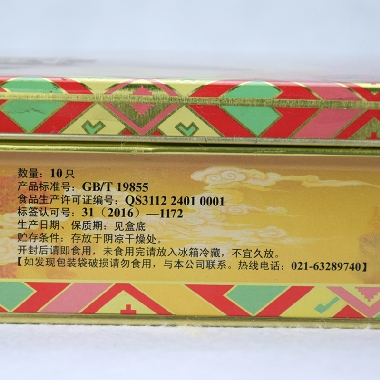 数量：10只
产品标准号：GB/T 19855
食品生产许可证编号：QS3112 2401 0001
标签认可号：31（2016）—1172
生产日期、保质期：见盒底
贮存条件：存放于阴凉干燥处。
开封后请即食用，未食用完请放入冰箱冷藏，不宜久放。
【如发现包装袋破损请勿食用，与本公司联系。热线电话：021-63289740】